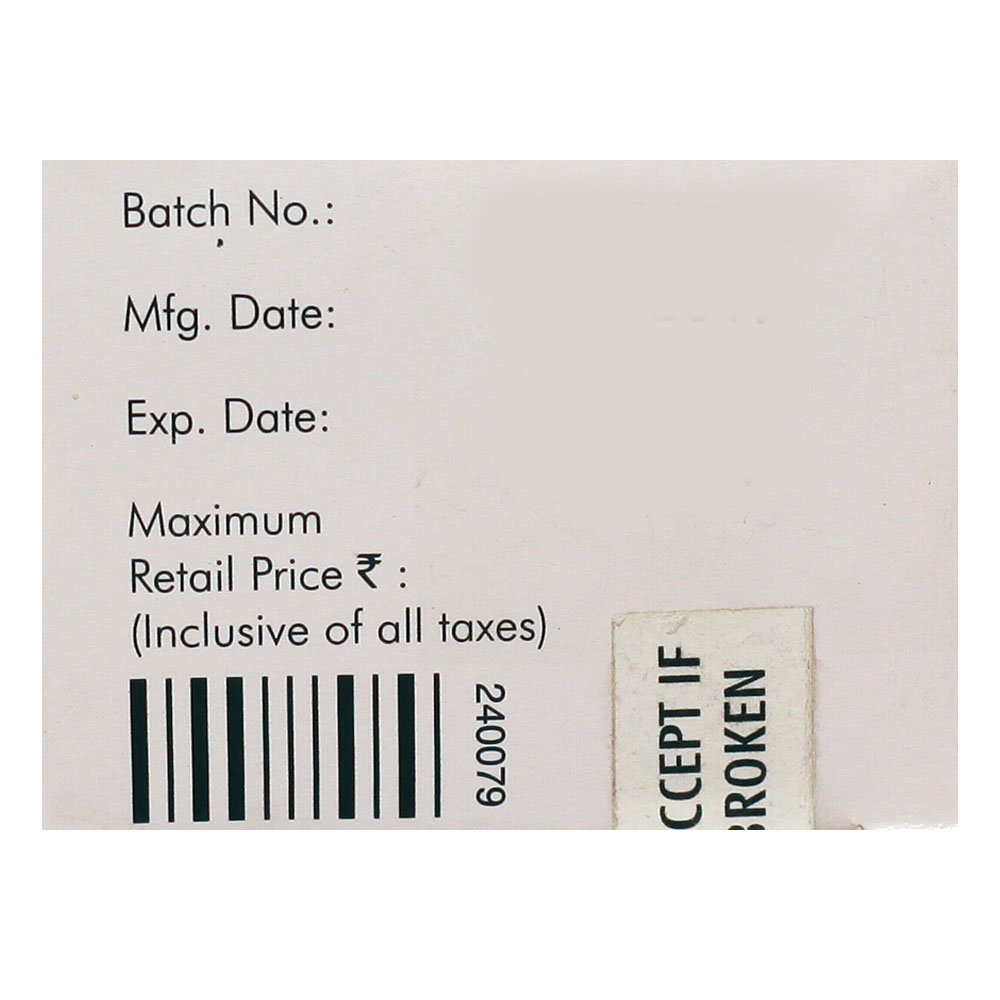 Batch No.:
Mfg. Date:
Exp. Date:
Maximum
Retail Price ₹ :
(Inclusive of all taxes)
240079
CCEPT IF
BROKEN